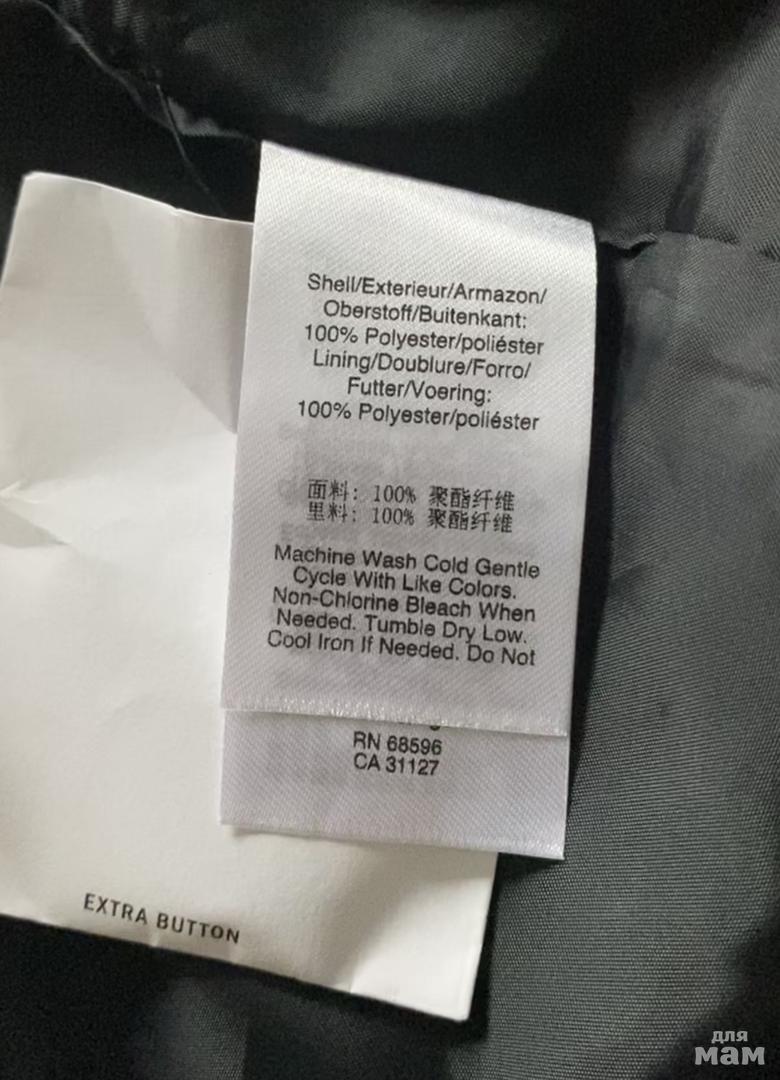 Shell/Exterieur/Armazon/
Oberstoff/Buitenkant:
100% Polyester/poliéster
Lining/Doublure/Forro/
Futter/Voering:
100% Polyester/poliéster
面料: 100% 聚酯纤维
里料: 100% 聚酯纤维
Machine Wash Cold Gentle
Cycle With Like Colors.
Non-Chlorine Bleach When
Needed. Tumble Dry Low.
Cool Iron If Needed. Do Not
RN 68596
CA 31127
EXTRA BUTTON
для
мам